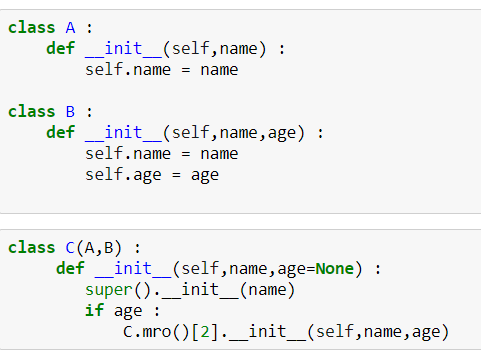 class A :
    def __init__(self,name) :
        self.name = name
class B :
    def __init__(self,name,age) :
        self.name = name
        self.age = age
class C(A,B) :
     def __init__(self,name,age=None) :
        super().__init__(name)
        if age :
            C.mro()[2].__init__(self,name,age)